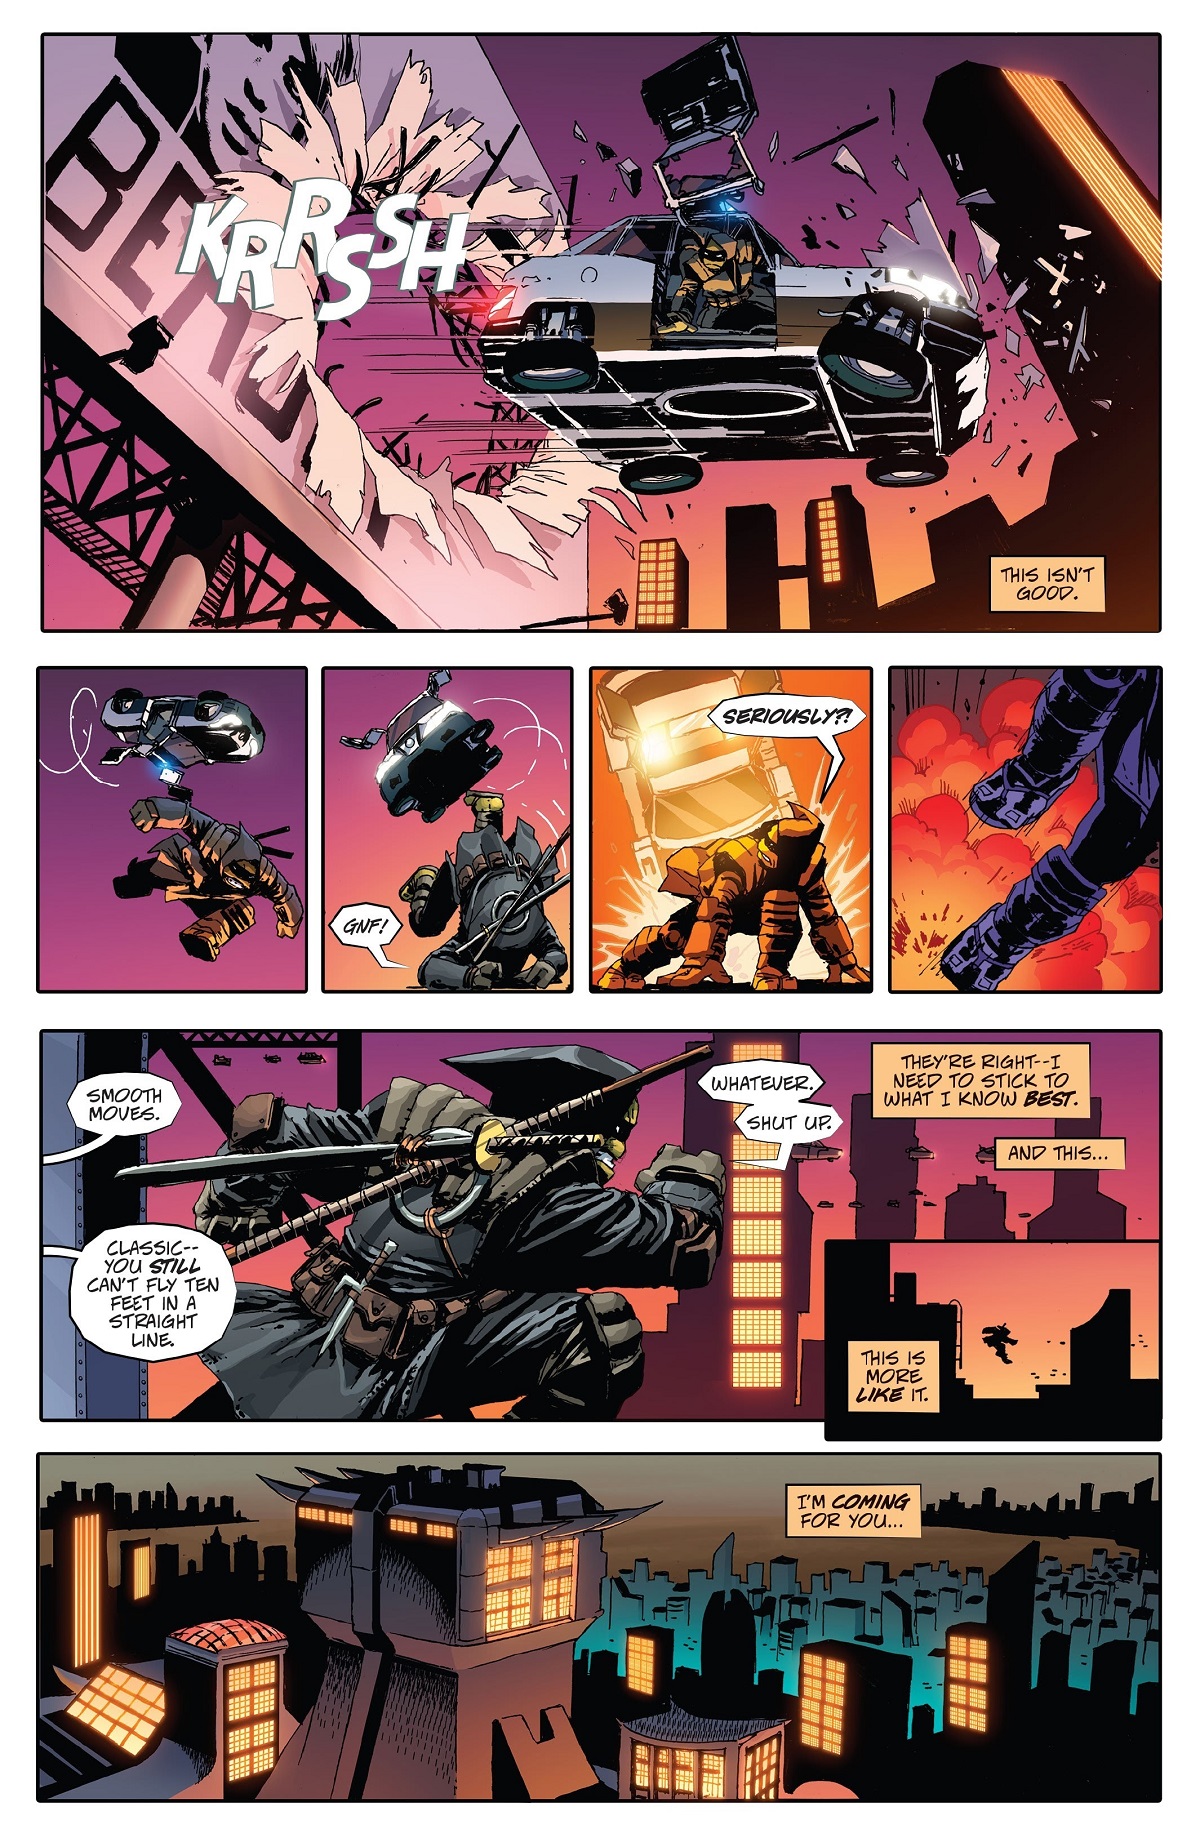 KRRRSSH
THIS ISN'T
GOOD.
GNF!
SERIOUSLY?!
SMOOTH
MOVES.
WHATEVER.
SHUT UP.
THEY'RE RIGHT--I
NEED TO STICK TO
WHAT I KNOW BEST.
AND THIS...
CLASSIC--
YOU STILL
CAN'T FLY TEN
FEET IN A
STRAIGHT
LINE.
THIS IS
MORE
LIKE IT.
I'M COMING
FOR YOU...